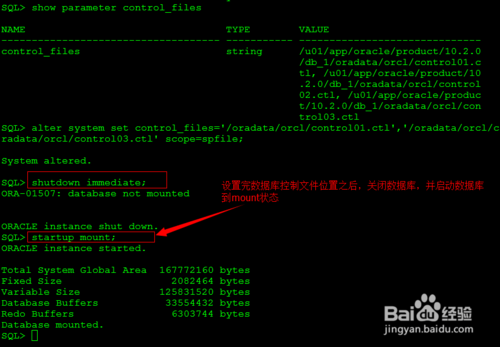 SQL> show parameter control_files
NAME                                 TYPE        VALUE
------------------------------------ ----------- ------------------------------
control_files                        string      /u01/app/oracle/product/10.2.0
/db_1/oradata/orcl/control01.c
tl, /u01/app/oracle/product/10
.2.0/db_1/oradata/orcl/control
02.ctl, /u01/app/oracle/produc
t/10.2.0/db_1/oradata/orcl/con
trol03.ctl
SQL> alter system set control_files='/oradata/orcl/control01.ctl','/oradata/orcl/c
radata/orcl/control03.ctl' scope=spfile;
System altered.
SQL> shutdown immediate;
ORA-01507: database not mounted
设置完数据库控制文件位置之后，关闭数据库、并启动数据库
到mount状态
ORACLE instance shut down.
SQL> startup mount;
ORACLE instance started.
Total System Global Area  167772160 bytes
Fixed Size                  2082464 bytes
Variable Size             125831520 bytes
Database Buffers           33554432 bytes
Redo Buffers                6303744 bytes
Database mounted.
SQL>
Baidu 经验
jingyan.baidu.com